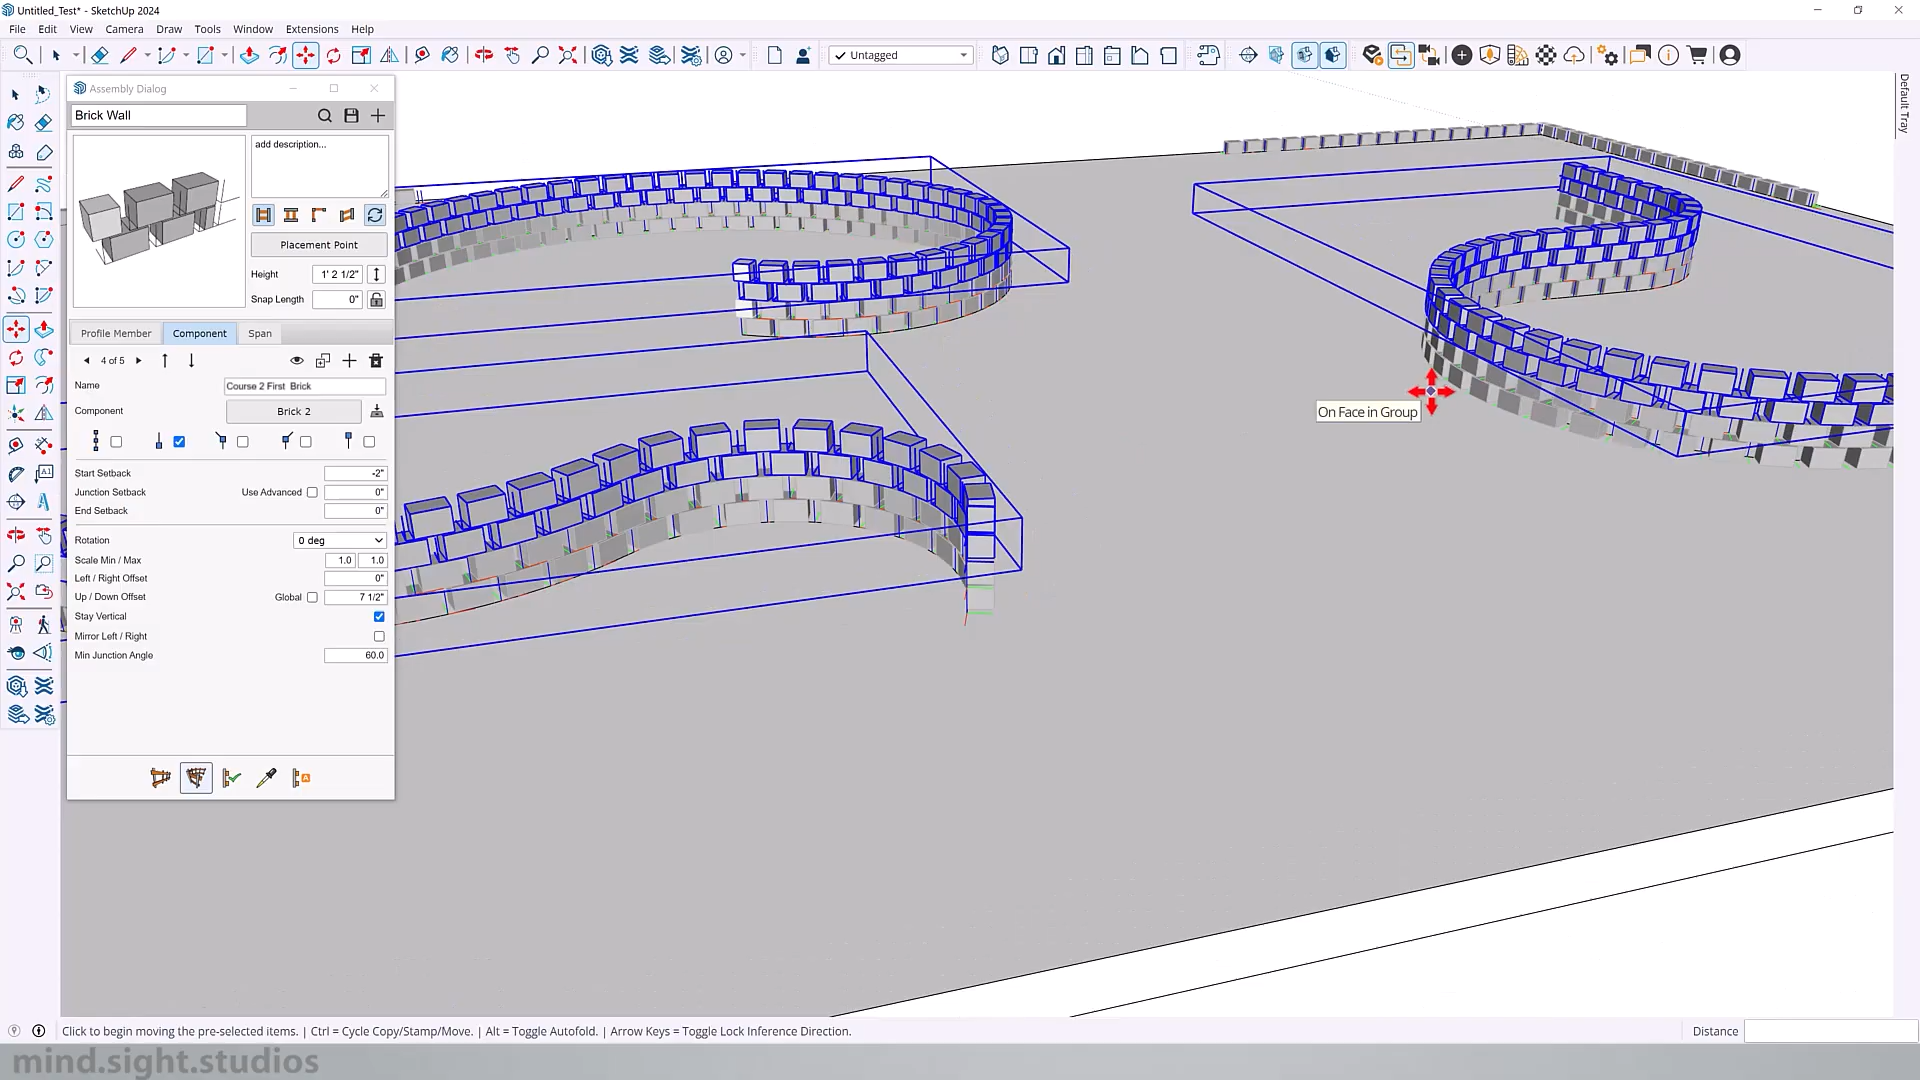 Untitled_Test* - SketchUp 2024
File Edit View Camera Draw Tools Window Extensions Help
Untagged
Default Tray
Assembly Dialog
Brick Wall
add description...
Placement Point
Height 1' 2 1/2"
Snap Length 0"
Profile Member Component Span
4 of 5
Name Course 2 First Brick
Component Brick 2
Start Setback -2"
Junction Setback Use Advanced 0"
End Setback 0"
Rotation 0 deg
Scale Min / Max 1.0 1.0
Left / Right Offset 0"
Up / Down Offset Global 7 1/2"
Stay Vertical
Mirror Left / Right
Min Junction Angle 60.0
On Face in Group
Click to begin moving the pre-selected items. | Ctrl = Cycle Copy/Stamp/Move. | Alt = Toggle Autofold. | Arrow Keys = Toggle Lock Inference Direction.
Distance
mind.sight.studios